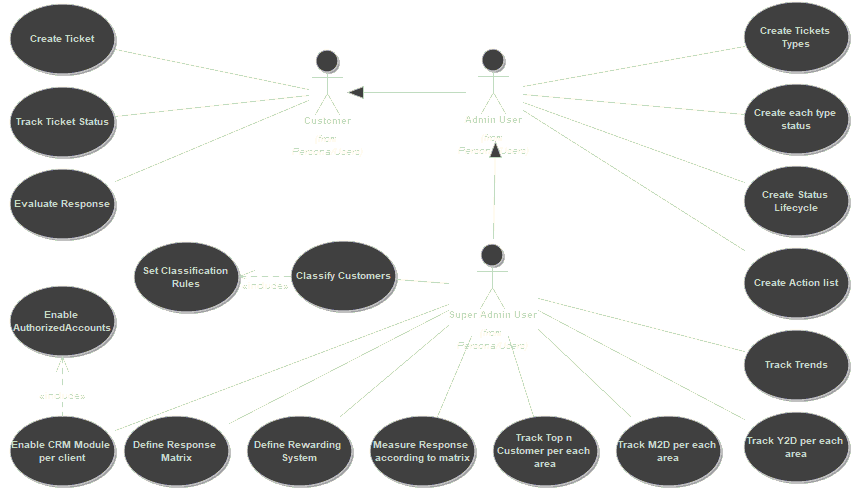 Create Ticket
Track Ticket Status
Evaluate Response
Customer
(from
Personal Users)
Admin User
(from
Personal Users)
Create Tickets
Types
Create each type
status
Create Status
Lifecycle
Create Action list
Set Classification
Rules
«includes»
Classify Customers
Super Admin User
(from
Personal Users)
Enable
AuthorizedAccounts
«includes»
Track Trends
Enable CRM Module
per client
Define Response
Matrix
Define Rewarding
System
Measure Response
according to matrix
Track Top n
Customer per each
area
Track M2D per each
area
Track Y2D per each
area